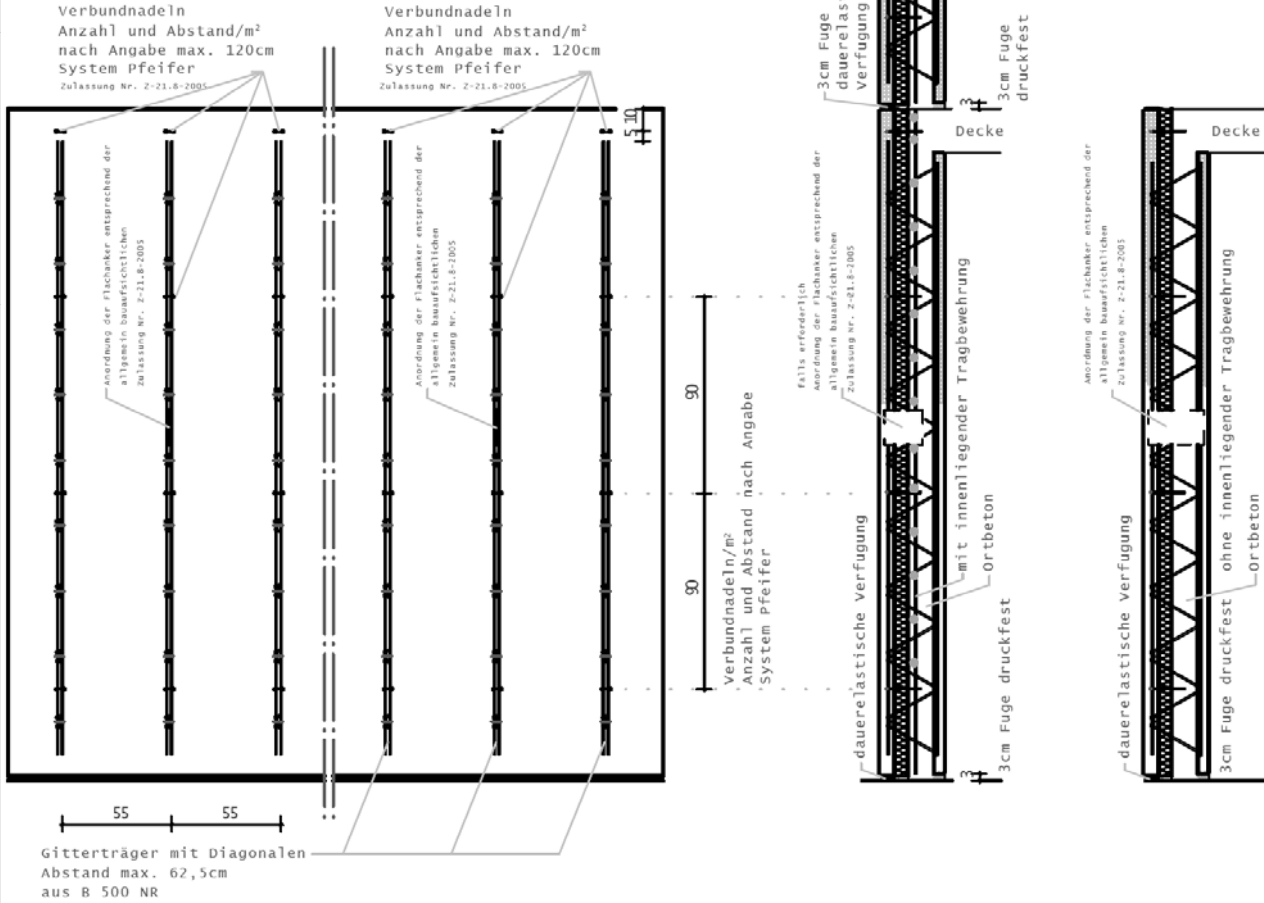 Verbundnadeln
Anzahl und Abstand/m²
nach Angabe max. 120cm
System Pfeifer
Zulassung Nr. Z-21.8-2005
Verbundnadeln
Anzahl und Abstand/m²
nach Angabe max. 120cm
System Pfeifer
Zulassung Nr. Z-21.8-2005
Anordnung der Flachanker entsprechend der
allgemein bauaufsichtlichen
Zulassung Nr. Z-21.8-2005
Anordnung der Flachanker entsprechend der
allgemein bauaufsichtlichen
Zulassung Nr. Z-21.8-2005
5 10
90
90
Verbundnadeln/m²
Anzahl und Abstand nach Angabe
System Pfeifer
55
55
Gitterträger mit Diagonalen
Abstand max. 62,5cm
aus B 500 NR
3cm Fuge
dauerelast
Verfugung
3cm Fuge
druckfest
3
Decke
Falls erforderlich
Anordnung der Flachanker entsprechend der
allgemein bauaufsichtlichen
Zulassung Nr. Z-21.8-2005
mit innenliegender Tragbewehrung
Ortbeton
dauerelastische Verfugung
3cm Fuge druckfest
3
Decke
Anordnung der Flachanker entsprechend der
allgemein bauaufsichtlichen
Zulassung Nr. Z-21.8-2005
ohne innenliegender Tragbewehrung
Ortbeton
dauerelastische Verfugung
3cm Fuge druckfest